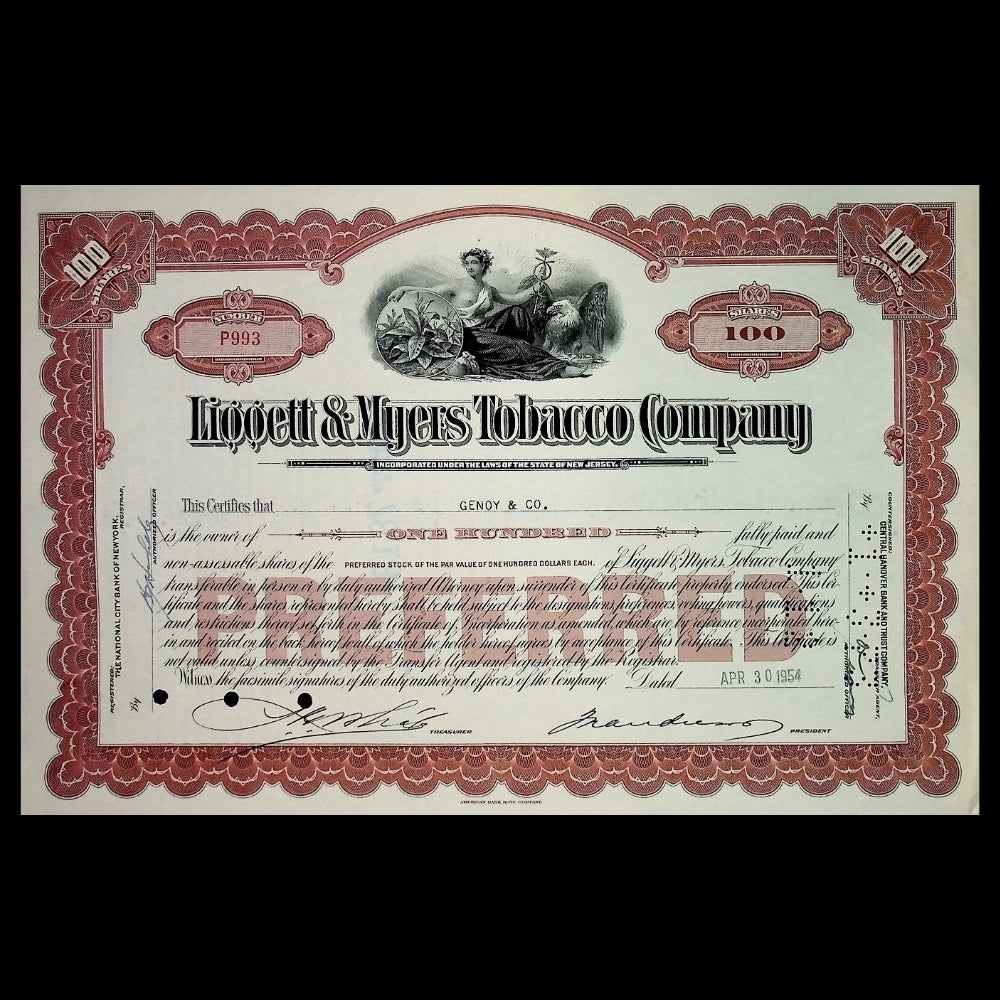 100 SHARES
100 SHARES
NUMBER
P993
SHARES
100
Liggett & Myers Tobacco Company
INCORPORATED UNDER THE LAWS OF THE STATE OF NEW JERSEY.
This Certifies that GENOY & CO.
is the owner of ONE HUNDRED fully paid and
non-assessable shares of the PREFERRED STOCK OF THE PAR VALUE OF ONE HUNDRED DOLLARS EACH. of Liggett & Myers Tobacco Company
transferable in person or by duly authorized Attorney upon surrender of this Certificate properly endorsed. This Cer-
tificate and the shares represented hereby shall be held subject to the designations, preferences, voting powers, qualifications
and restrictions thereof set forth in the Certificate of Incorporation as amended, which are by reference incorporated here-
in and recited on the back hereof to all of which the holder hereof agrees by acceptance of this Certificate. This Certificate is
not valid unless countersigned by the Transfer Agent and registered by the Registrar.
PREFERRED
Witness the facsimile signatures of the duly authorized officers of the Company. Dated APR 30 1954
TREASURER
PRESIDENT
REGISTERED:
THE NATIONAL CITY BANK OF NEW YORK,
REGISTRAR,
By
AUTHORIZED OFFICER
COUNTERSIGNED:
CENTRAL HANOVER BANK AND TRUST COMPANY,
TRANSFER AGENT,
By
AUTHORIZED OFFICER
AMERICAN BANK NOTE COMPANY.